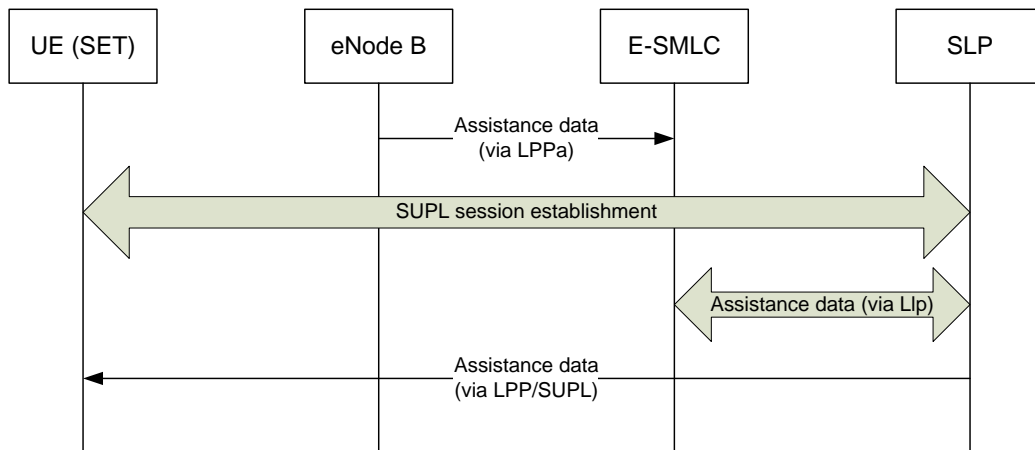 UE (SET)
eNode B
E-SMLC
SLP
Assistance data
(via LPPa)
SUPL session establishment
Assistance data (via Llp)
Assistance data
(via LPP/SUPL)